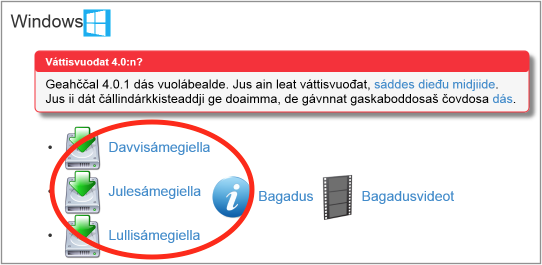 Windows
Váttisvuođat 4.0:n?
Geahččal 4.0.1 dás vuolábealde. Jus ain leat váttisvuođat, sáddes dieđu midjiide.
Jus ii dát čállindárkkisteaddji ge doaimma, de gávnnat gaskaboddosaš čovdosa dás.
Davvisámegiella
Julesámegiella
Bagadus
Bagadusvideot
Lullisámegiella